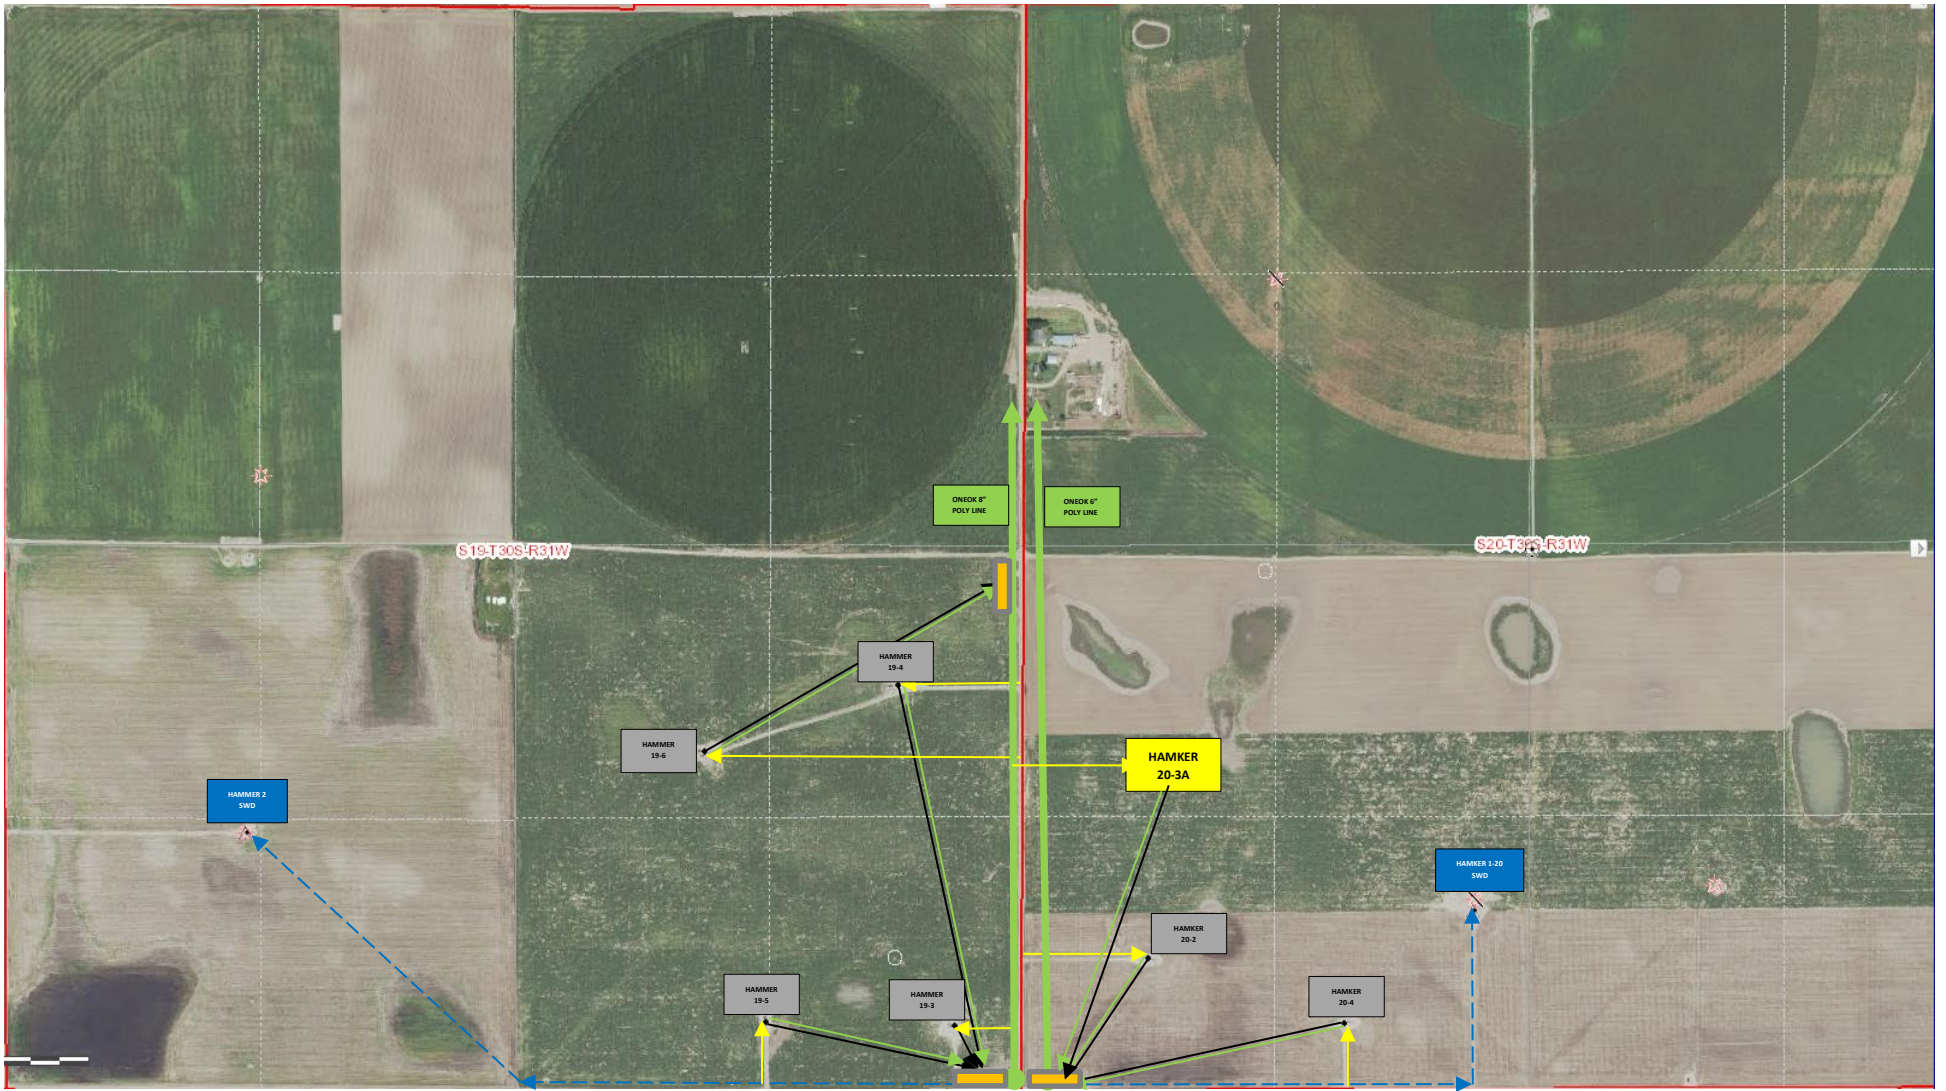 ONEOK 8"
POLY LINE
ONEOK 6"
POLY LINE
S19-T30S-R31W
S20-T30S-R31W
HAMMER
19-4
HAMMER
19-6
HAMKER
20-3A
HAMMER 2
SWD
HAMKER 1-20
SWD
HAMKER
20-2
HAMMER
19-5
HAMMER
19-3
HAMKER
20-4